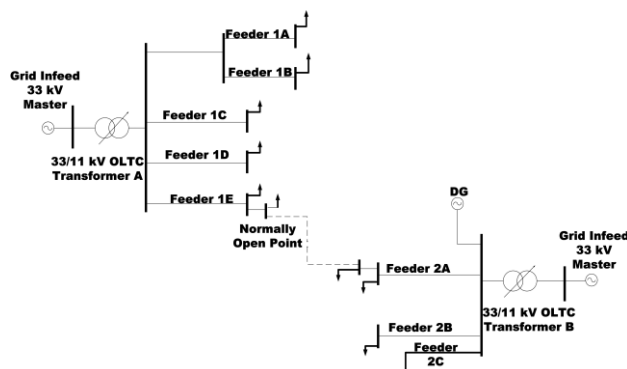 Feeder 1A
Feeder 1B
Grid Infeed
33 kV
Master
Feeder 1C
33/11 kV OLTC
Transformer A
Feeder 1D
Feeder 1E
Normally
Open Point
DG
Grid Infeed
33 kV
Master
Feeder 2A
33/11 kV OLTC
Transformer B
Feeder 2B
Feeder
2C